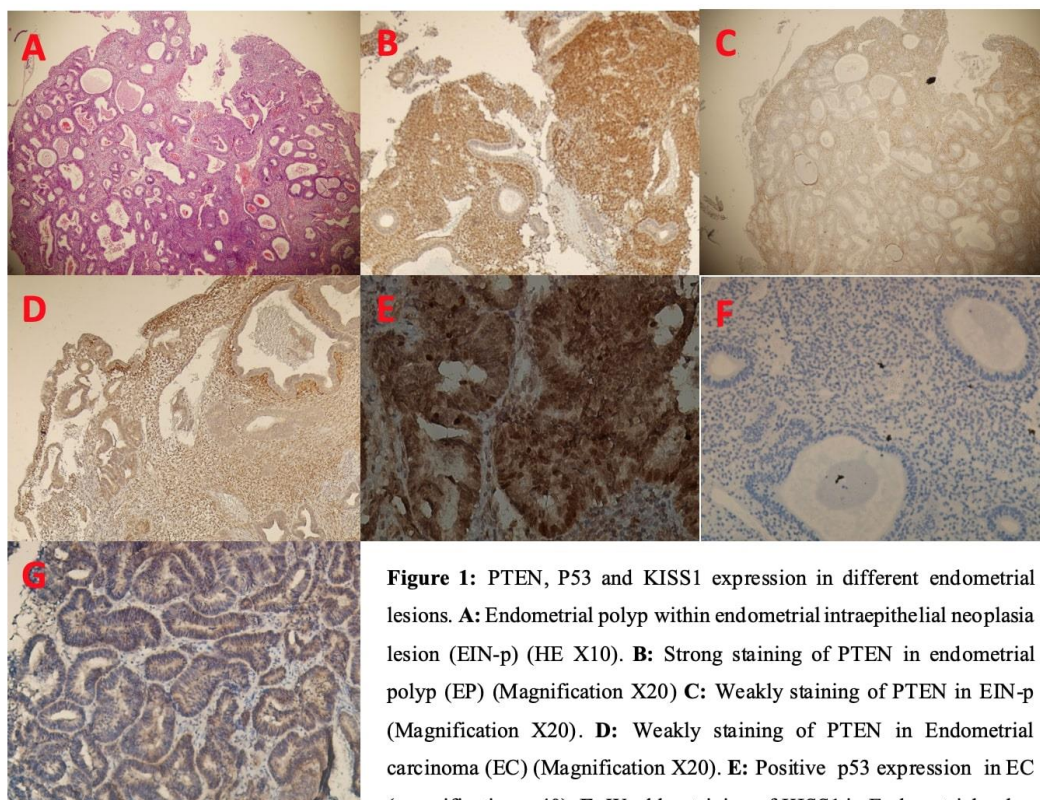 A
B
C
D
E
F
G
Figure 1: PTEN, P53 and KISS1 expression in different endometrial
lesions. A: Endometrial polyp within endometrial intraepithelial neoplasia
lesion (EIN-p) (HE X10). B: Strong staining of PTEN in endometrial
polyp (EP) (Magnification X20) C: Weakly staining of PTEN in EIN-p
(Magnification X20). D: Weakly staining of PTEN in Endometrial
carcinoma (EC) (Magnification X20). E: Positive p53 expression in EC